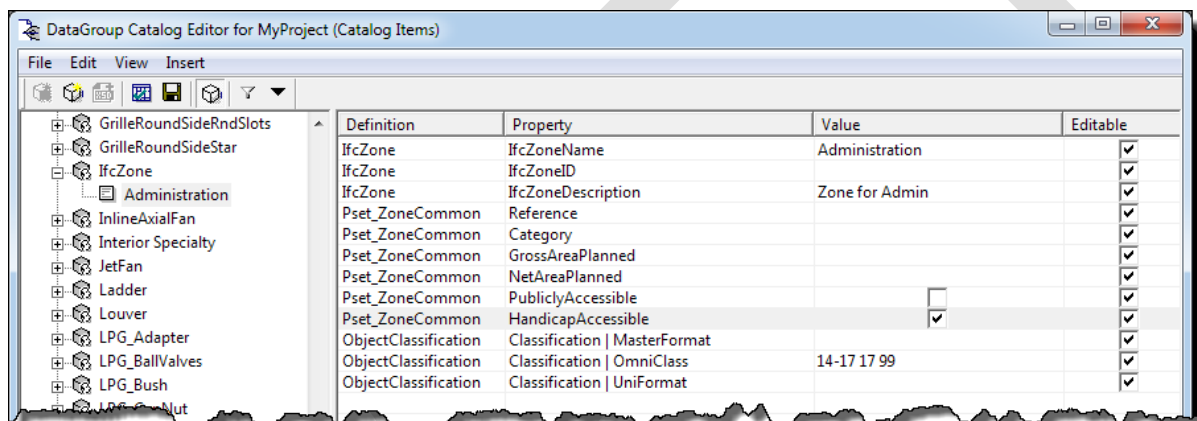 DataGroup Catalog Editor for MyProject (Catalog Items)
File Edit View Insert
GrilleRoundSideRndSlots
GrilleRoundSideStar
IfcZone
Administration
InlineAxialFan
Interior Specialty
JetFan
Ladder
Louver
LPG_Adapter
LPG_BallValves
LPG_Bush
Definition Property Value Editable
IfcZone IfcZoneName Administration
IfcZone IfcZoneID
IfcZone IfcZoneDescription Zone for Admin
Pset_ZoneCommon Reference
Pset_ZoneCommon Category
Pset_ZoneCommon GrossAreaPlanned
Pset_ZoneCommon NetAreaPlanned
Pset_ZoneCommon PubliclyAccessible
Pset_ZoneCommon HandicapAccessible
ObjectClassification Classification | MasterFormat
ObjectClassification Classification | OmniClass 14-17 17 99
ObjectClassification Classification | UniFormat